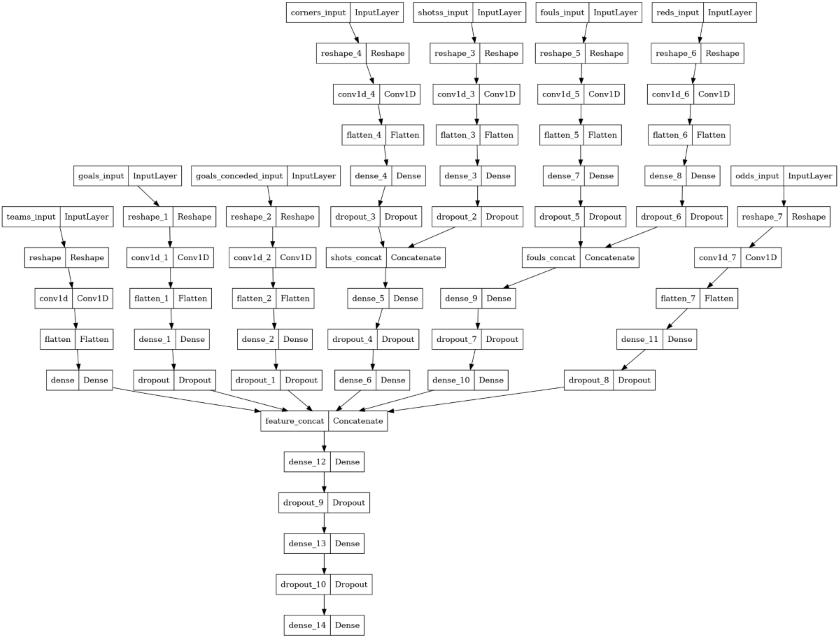 corners_input InputLayer shotss_input InputLayer fouls_input InputLayer reds_input InputLayer
reshape_4 Reshape reshape_3 Reshape reshape_5 Reshape reshape_6 Reshape
conv1d_4 Conv1D conv1d_3 Conv1D conv1d_5 Conv1D conv1d_6 Conv1D
flatten_4 Flatten flatten_3 Flatten flatten_5 Flatten flatten_6 Flatten
goals_input InputLayer goals_conceded_input InputLayer dense_4 Dense dense_3 Dense dense_7 Dense dense_8 Dense odds_input InputLayer
teams_input InputLayer reshape_1 Reshape reshape_2 Reshape dropout_3 Dropout dropout_2 Dropout dropout_5 Dropout dropout_6 Dropout reshape_7 Reshape
reshape Reshape conv1d_1 Conv1D conv1d_2 Conv1D shots_concat Concatenate fouls_concat Concatenate conv1d_7 Conv1D
conv1d Conv1D flatten_1 Flatten flatten_2 Flatten dense_5 Dense dense_9 Dense flatten_7 Flatten
flatten Flatten dense_1 Dense dense_2 Dense dropout_4 Dropout dropout_7 Dropout dense_11 Dense
dense Dense dropout Dropout dropout_1 Dropout dense_6 Dense dense_10 Dense dropout_8 Dropout
feature_concat Concatenate
dense_12 Dense
dropout_9 Dropout
dense_13 Dense
dropout_10 Dropout
dense_14 Dense